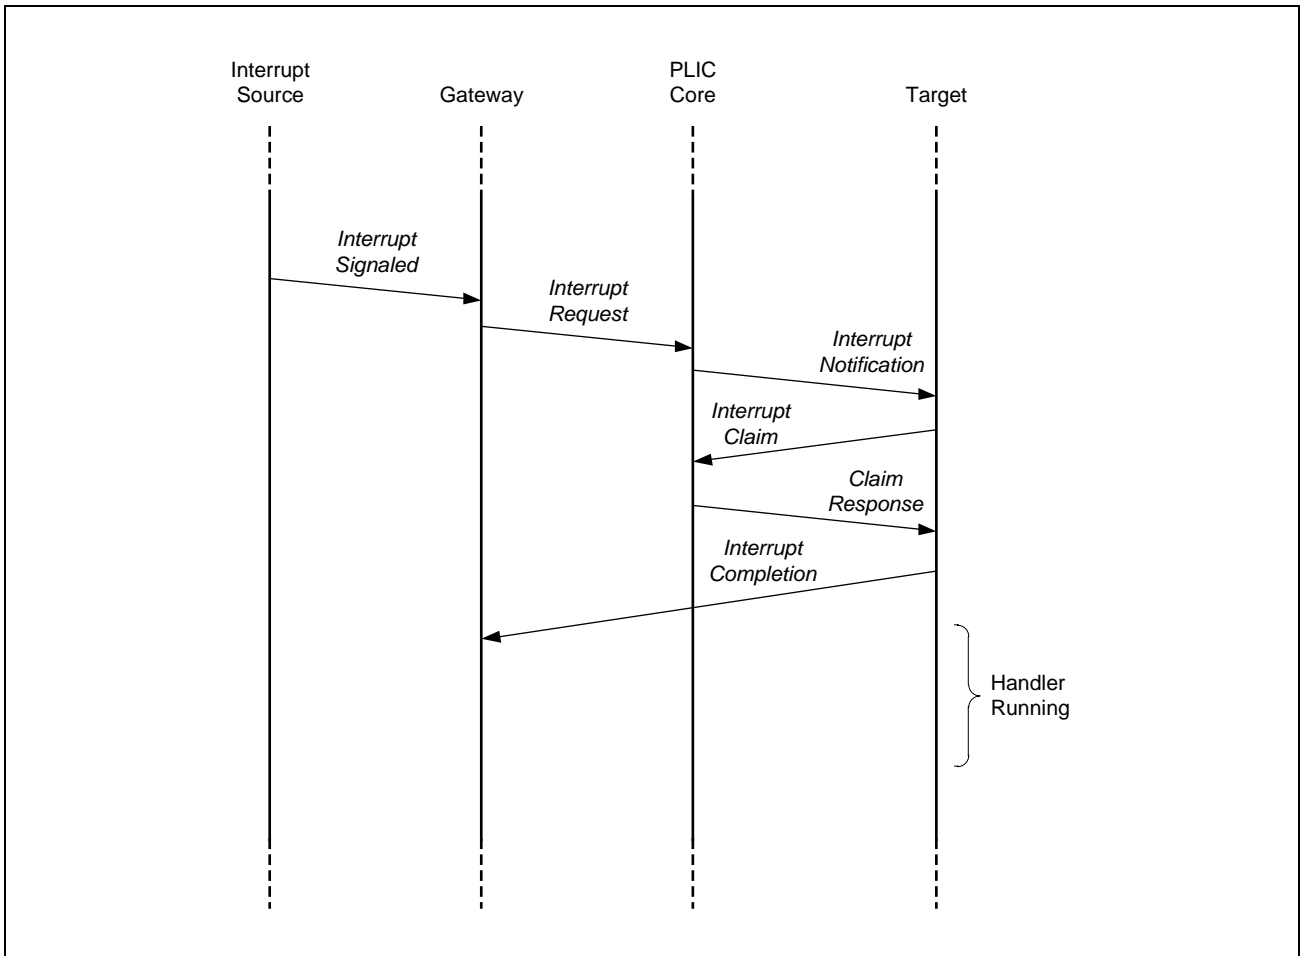 Interrupt
Source
Gateway
PLIC
Core
Target
Interrupt
Signaled
Interrupt
Request
Interrupt
Notification
Interrupt
Claim
Claim
Response
Interrupt
Completion
Handler
Running